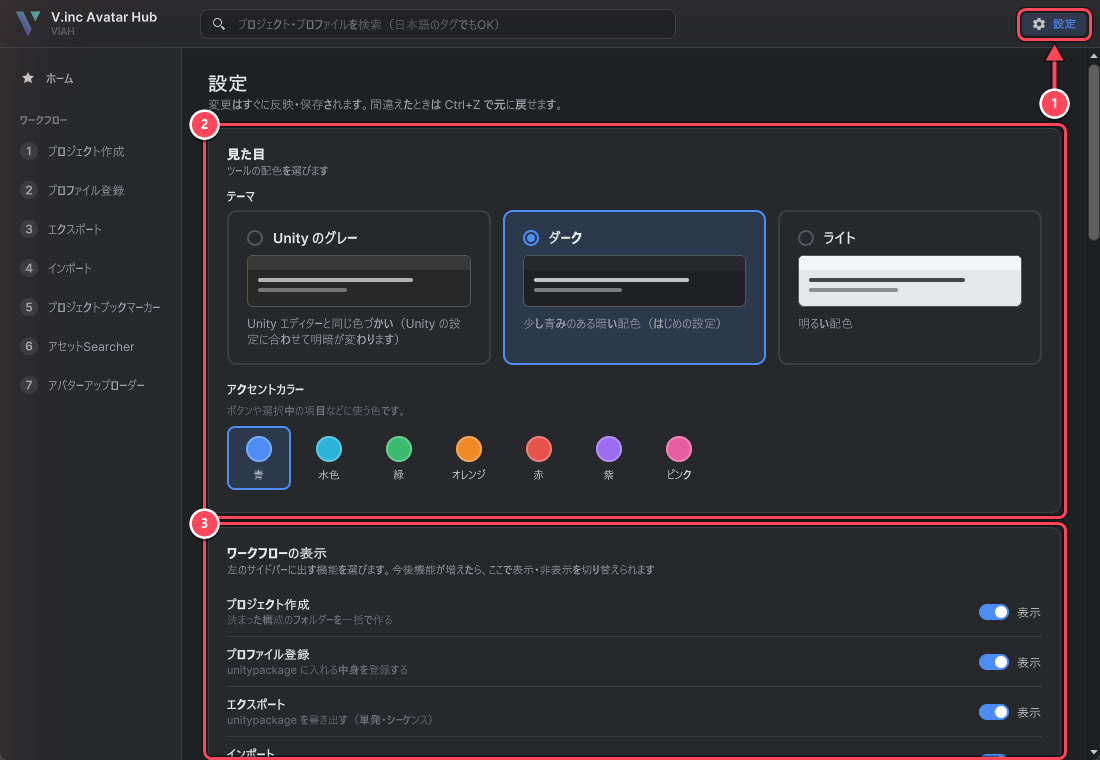 V.inc Avatar Hub
VIAH
プロジェクト・プロファイルを検索（日本語のタグでもOK）
設定
1
ホーム
ワークフロー
1 プロジェクト作成
2 プロファイル登録
3 エクスポート
4 インポート
5 プロジェクトブックマーカー
6 アセットSearcher
7 アバターアップローダー
設定
変更はすぐに反映・保存されます。間違えたときは Ctrl+Z で元に戻せます。
2
見た目
ツールの配色を選びます
テーマ
Unity のグレー
Unity エディターと同じ色づかい（Unity の設
定に合わせて明暗が変わります）
ダーク
少し青みのある暗い配色（はじめの設定）
ライト
明るい配色
アクセントカラー
ボタンや選択中の項目などに使う色です。
青
水色
緑
オレンジ
赤
紫
ピンク
3
ワークフローの表示
左のサイドバーに出す機能を選びます。今後機能が増えたら、ここで表示・非表示を切り替えられます
プロジェクト作成
決まった構成のフォルダーを一括で作る
表示
プロファイル登録
unitypackage に入れる中身を登録する
表示
エクスポート
unitypackage を書き出す（単発・シーケンス）
表示
インポート